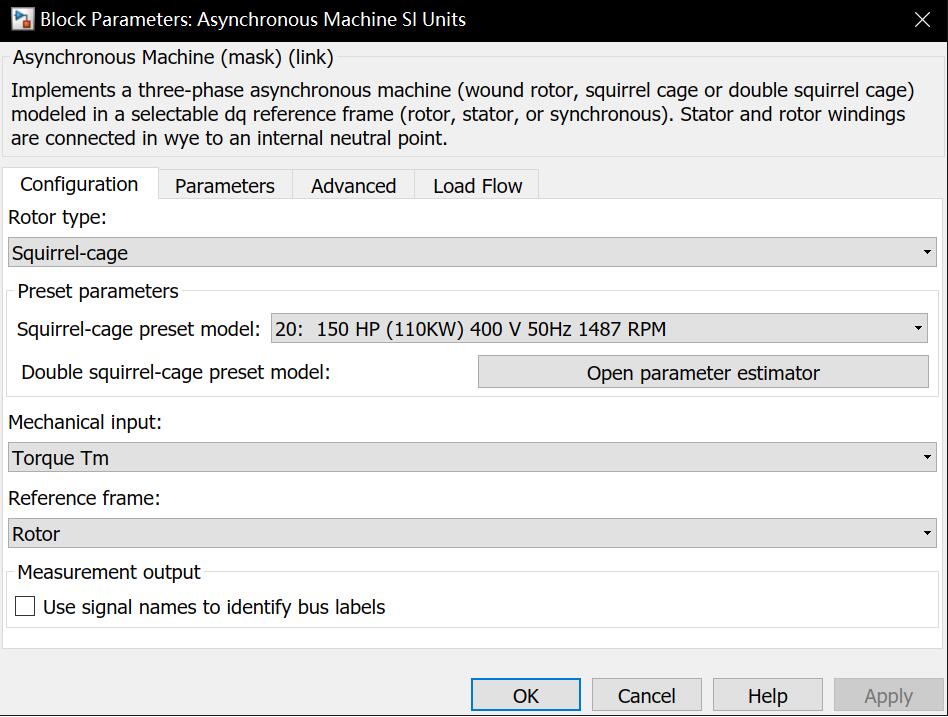 Block Parameters: Asynchronous Machine SI Units
Asynchronous Machine (mask) (link)
Implements a three-phase asynchronous machine (wound rotor, squirrel cage or double squirrel cage)
modeled in a selectable dq reference frame (rotor, stator, or synchronous). Stator and rotor windings
are connected in wye to an internal neutral point.
Configuration Parameters Advanced Load Flow
Rotor type:
Squirrel-cage
Preset parameters
Squirrel-cage preset model: 20: 150 HP (110KW) 400 V 50Hz 1487 RPM
Double squirrel-cage preset model: Open parameter estimator
Mechanical input:
Torque Tm
Reference frame:
Rotor
Measurement output
Use signal names to identify bus labels
OK Cancel Help Apply